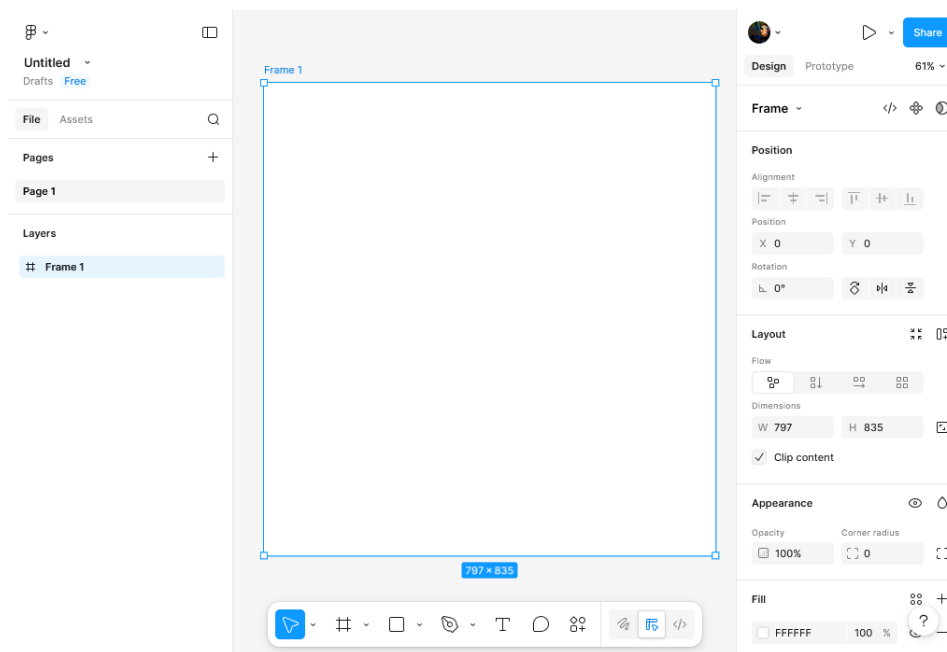 Untitled
Drafts Free
File Assets
Pages
Page 1
Layers
Frame 1
Frame 1
797 × 835
Share
Design Prototype 61%
Frame
Position
Alignment
Position
X 0 Y 0
Rotation
0°
Layout
Flow
Dimensions
W 797 H 835
Clip content
Appearance
Opacity Corner radius
100% 0
Fill
FFFFFF 100 %
?